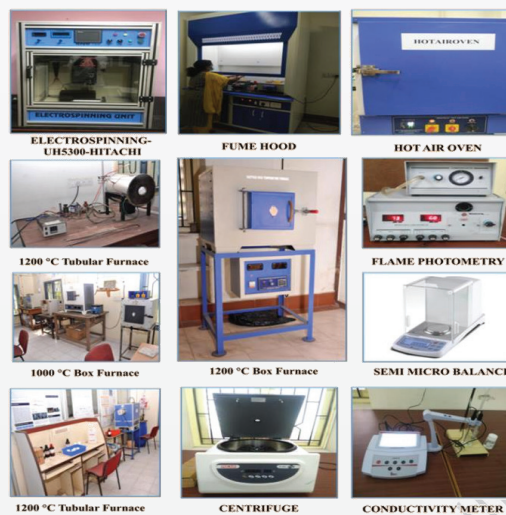 ELECTROSPINNING UNIT
HOTAIROVEN
ELECTROSPINNING-
UH5300-HITACHI
FUME HOOD
HOT AIR OVEN
1200 °C Tubular Furnace
FLAME PHOTOMETRY
1000 °C Box Furnace
1200 °C Box Furnace
SEMI MICRO BALANCE
1200 °C Tubular Furnace
CENTRIFUGE
CONDUCTIVITY METER